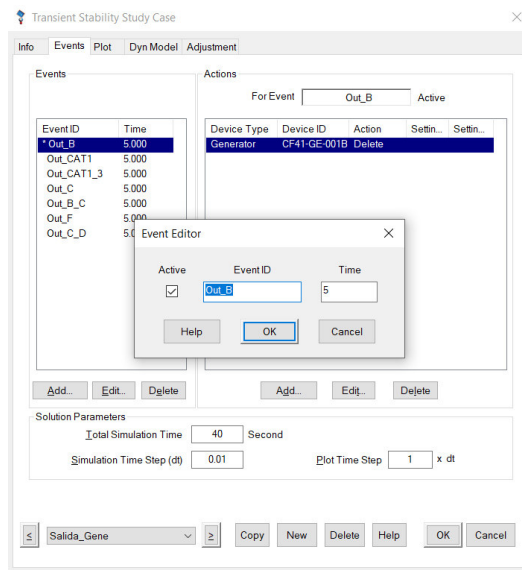 Transient Stability Study Case
Info Events Plot Dyn Model Adjustment
Events
Actions
For Event Out_B Active
Event ID Time
* Out_B 5.000
Out_CAT1 5.000
Out_CAT1_3 5.000
Out_C 5.000
Out_B_C 5.000
Out_F 5.000
Out_C_D
Device Type Device ID Action Settin... Settin...
Generator CF41-GE-001B Delete
Event Editor
Active Event ID Time
Out_B 5
Help OK Cancel
Add... Edit... Delete
Add... Edit... Delete
Solution Parameters
Total Simulation Time 40 Second
Simulation Time Step (dt) 0.01 Plot Time Step 1 x dt
< Salida_Gene > Copy New Delete Help OK Cancel